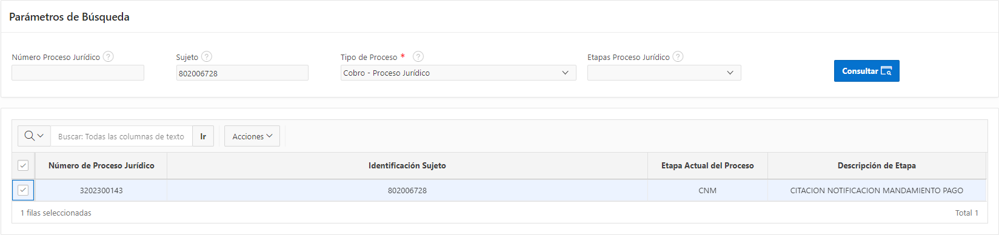 Parámetros de Búsqueda
Número Proceso Jurídico ?
Sujeto ?
Tipo de Proceso * ?
Etapas Proceso Jurídico ?
802006728
Cobro - Proceso Jurídico
Consultar
Buscar: Todas las columnas de texto
Ir
Acciones
Número de Proceso Jurídico
Identificación Sujeto
Etapa Actual del Proceso
Descripción de Etapa
3202300143
802006728
CNM
CITACION NOTIFICACION MANDAMIENTO PAGO
1 filas seleccionadas
Total 1